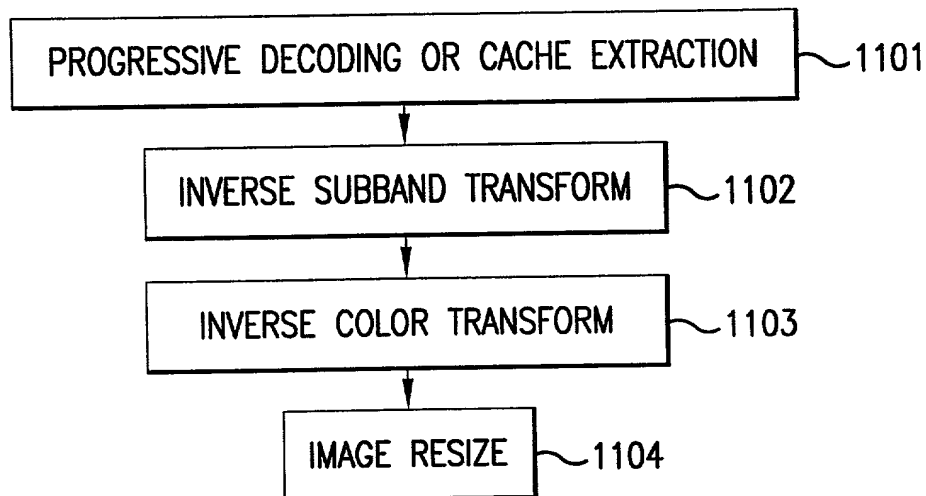 PROGRESSIVE DECODING OR CACHE EXTRACTION 1101
INVERSE SUBBAND TRANSFORM 1102
INVERSE COLOR TRANSFORM 1103
IMAGE RESIZE 1104